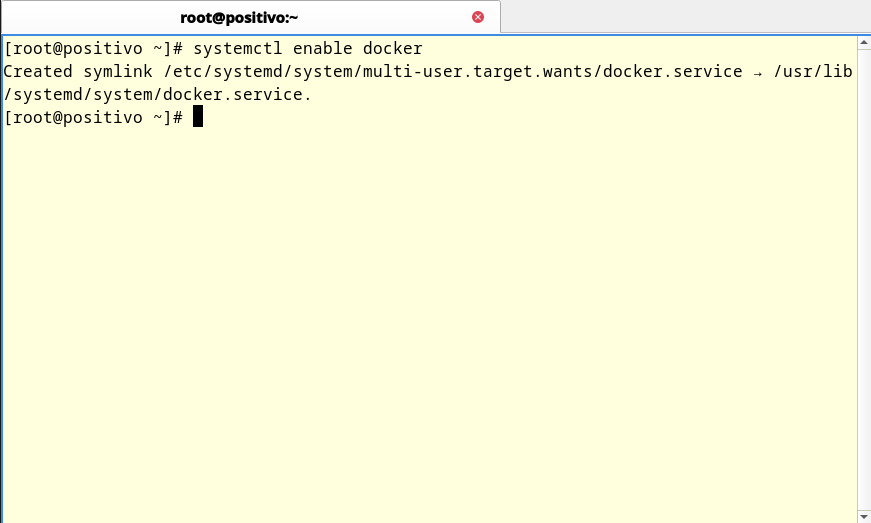 root@positivo:~
[root@positivo ~]# systemctl enable docker
Created symlink /etc/systemd/system/multi-user.target.wants/docker.service → /usr/lib
/systemd/system/docker.service.
[root@positivo ~]#